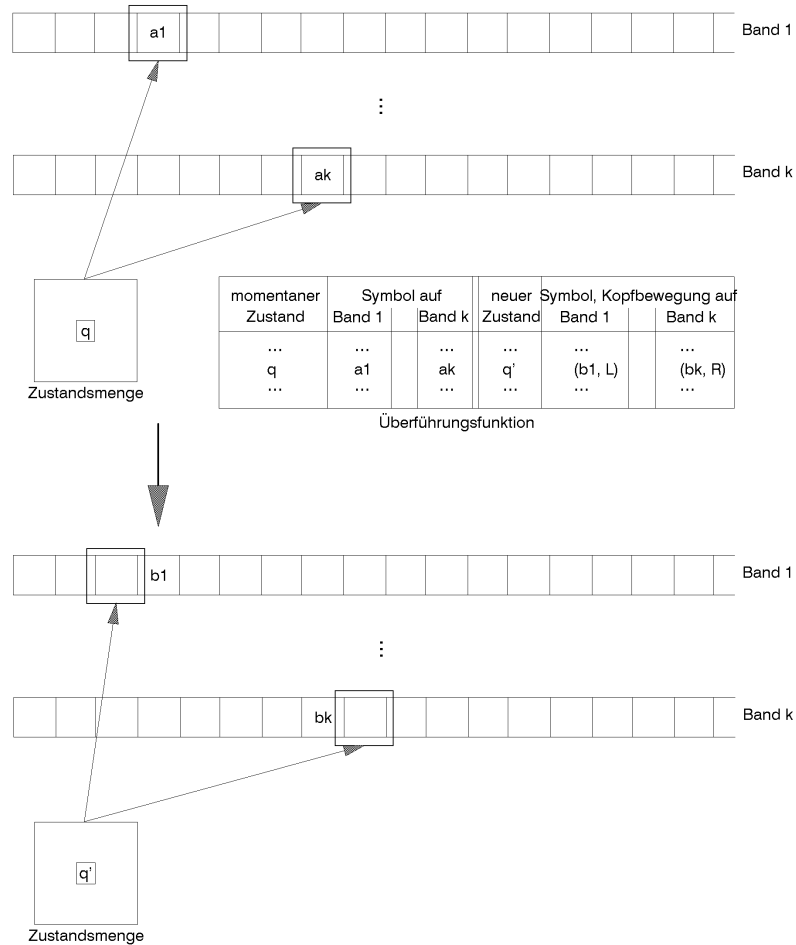 a1 Band 1
⋮
ak Band k
q
Zustandsmenge
momentaner Symbol auf neuer Symbol, Kopfbewegung auf
Zustand Band 1 Band k Zustand Band 1 Band k
... ... ... ... ... ...
q a1 ak q' (b1, L) (bk, R)
... ... ... ... ... ...
Überführungsfunktion
b1 Band 1
⋮
bk Band k
q'
Zustandsmenge